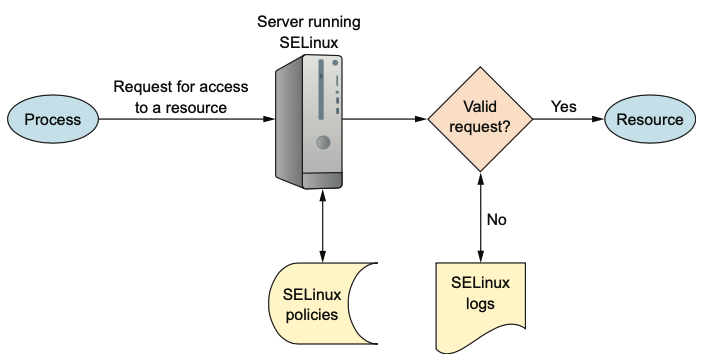 Server running
SELinux
Request for access
to a resource
Process
Valid
request?
Yes
Resource
No
SELinux
policies
SELinux
logs